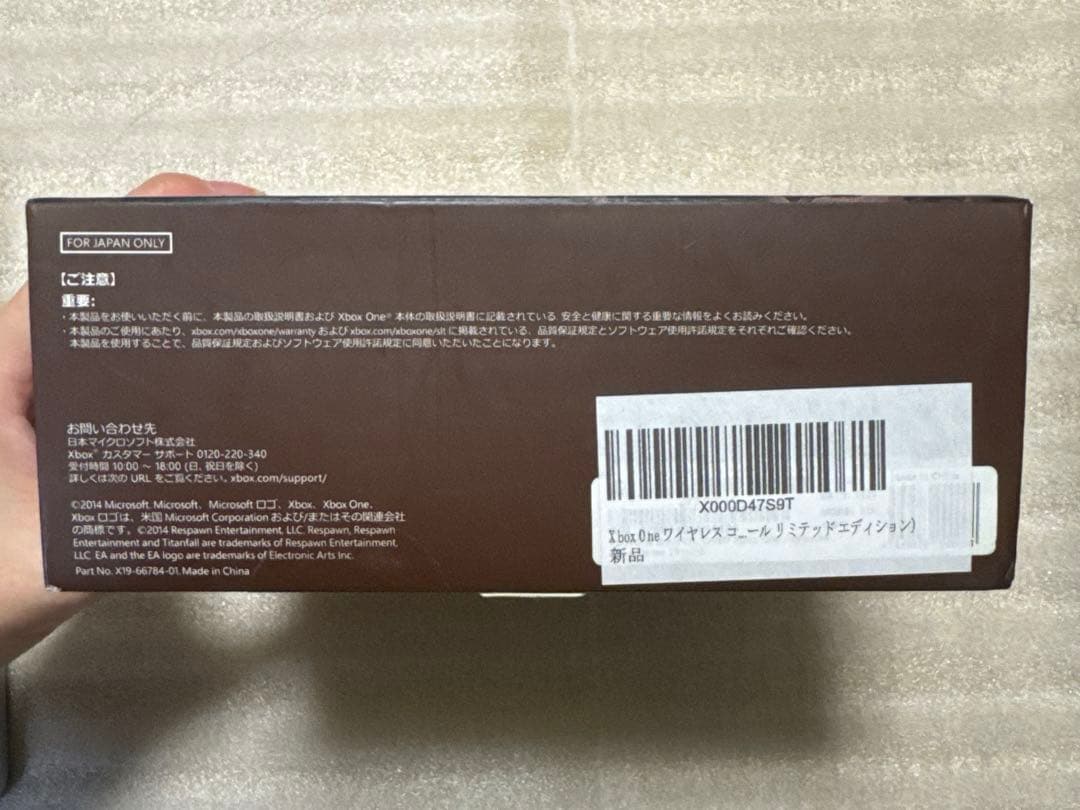 FOR JAPAN ONLY
【ご注意】
重要:
・本製品をお使いいただく前に、本製品の取扱説明書および Xbox One® 本体の取扱説明書に記載されている 安全と健康に関する重要な情報をよくお読みください。
・本製品のご使用にあたり、xbox.com/xboxone/warranty および xbox.com/xboxone/slt に掲載されている、品質保証規定とソフトウェア使用許諾規定をそれぞれご確認ください。
本製品を使用することで、品質保証規定およびソフトウェア使用許諾規定に同意いただいたことになります。
お問い合わせ先
日本マイクロソフト株式会社
Xbox® カスタマー サポート 0120-220-340
受付時間 10:00 ~ 18:00 (日、祝日を除く)
詳しくは次の URL をご覧ください。xbox.com/support/
©2014 Microsoft. Microsoft、Microsoft ロゴ、Xbox、Xbox One、
Xbox ロゴは、米国 Microsoft Corporation および/またはその関連会社
の商標です。©2014 Respawn Entertainment, LLC. Respawn, Respawn
Entertainment and Titanfall are trademarks of Respawn Entertainment,
LLC. EA and the EA logo are trademarks of Electronic Arts Inc.
Part No. X19-66784-01. Made in China
X000D47S9T
Xbox One ワイヤレス コ...ール リミテッド エディション)
新品